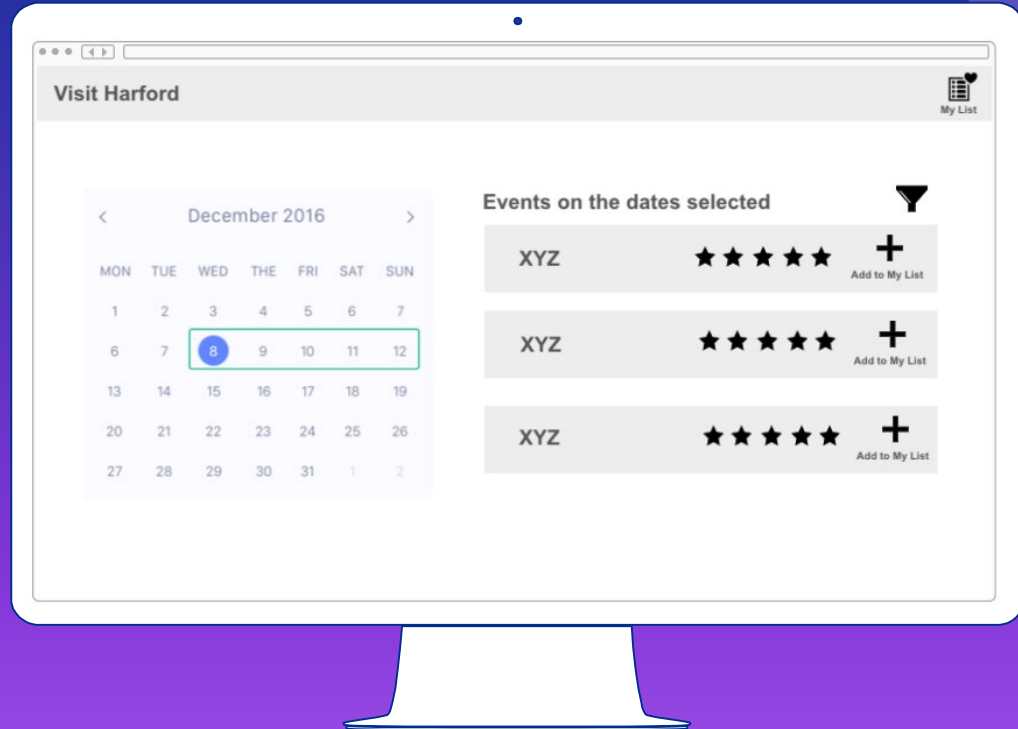 Visit Harford
My List
December 2016
MON TUE WED THE FRI SAT SUN
1 2 3 4 5 6 7
6 7 8 9 10 11 12
13 14 15 16 17 18 19
20 21 22 23 24 25 26
27 28 29 30 31 1 2
Events on the dates selected
XYZ
Add to My List
XYZ
Add to My List
XYZ
Add to My List